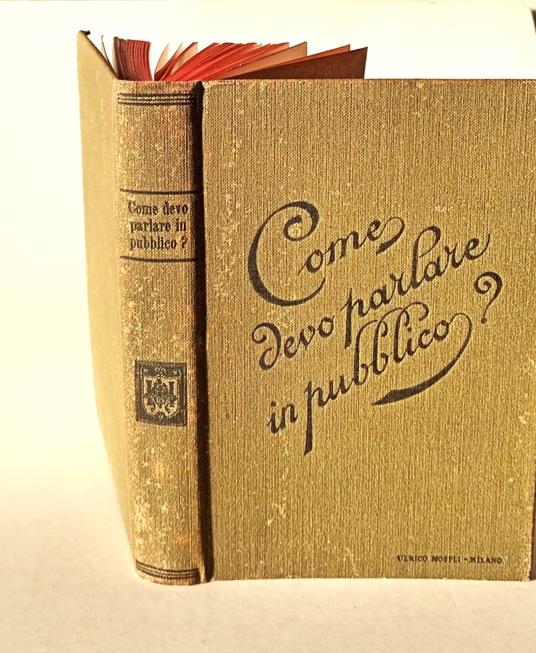 Come devo
parlare in
pubblico ?
Come
devo parlare
in pubblico ?
ULRICO HOEPLI - MILANO